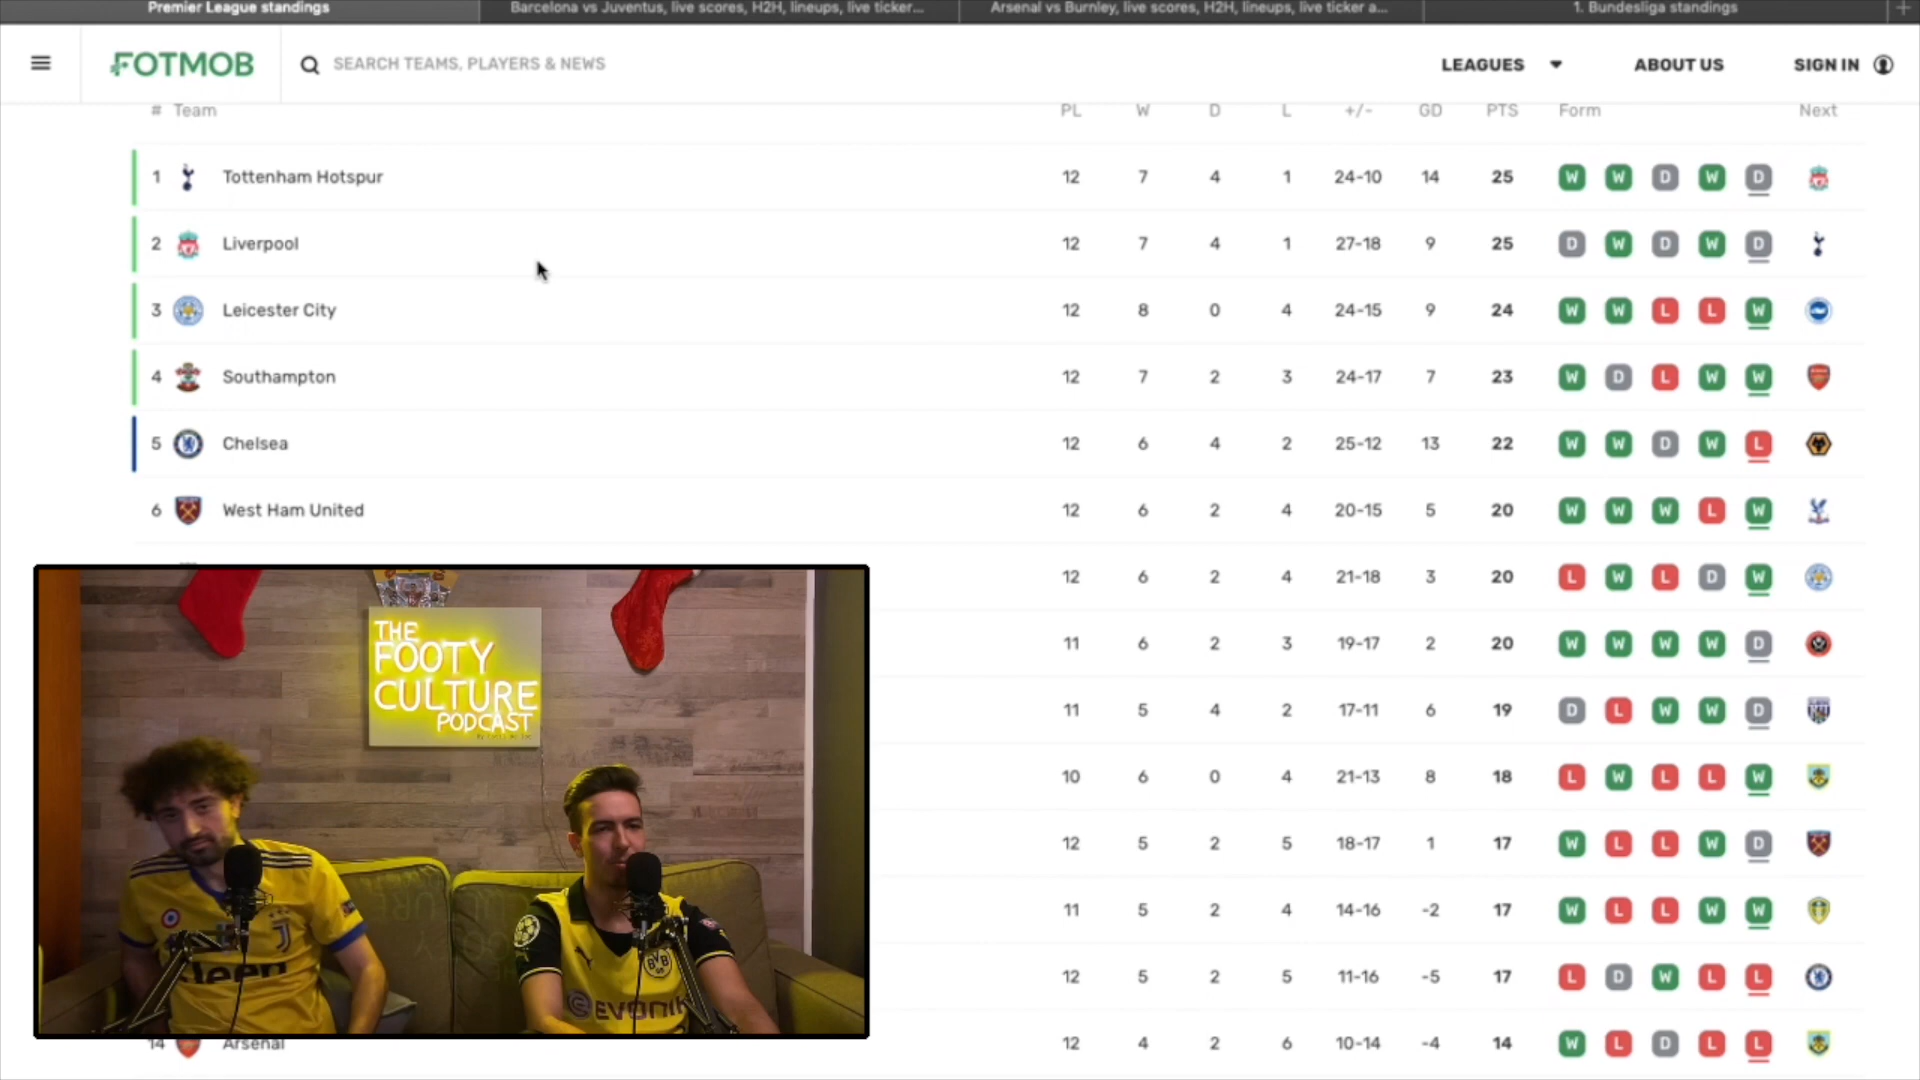 Premier League standings Barcelona vs Juventus, live scores, H2H, lineups, live ticker... Arsenal vs Burnley, live scores, H2H, lineups, live ticker a... 1. Bundesliga standings +
FOTMOB SEARCH TEAMS, PLAYERS & NEWS LEAGUES ABOUT US SIGN IN
# Team PL W D L +/- GD PTS Form Next
1 Tottenham Hotspur 12 7 4 1 24-10 14 25 W W D W D
2 Liverpool 12 7 4 1 27-18 9 25 D W D W D
3 Leicester City 12 8 0 4 24-15 9 24 W W L L W
4 Southampton 12 7 2 3 24-17 7 23 W D L W W
5 Chelsea 12 6 4 2 25-12 13 22 W W D W L
6 West Ham United 12 6 2 4 20-15 5 20 W W W L W
12 6 2 4 21-18 3 20 L W L D W
11 6 2 3 19-17 2 20 W W W W D
11 5 4 2 17-11 6 19 D L W W D
10 6 0 4 21-13 8 18 L W L L W
12 5 2 5 18-17 1 17 W L L W D
11 5 2 4 14-16 -2 17 W L L W W
12 5 2 5 11-16 -5 17 L D W L L
14 Arsenal 12 4 2 6 10-14 -4 14 W L D L L
THE
FOOTY
CULTURE
PODCAST
Jeep
BVB
09
EVONIK